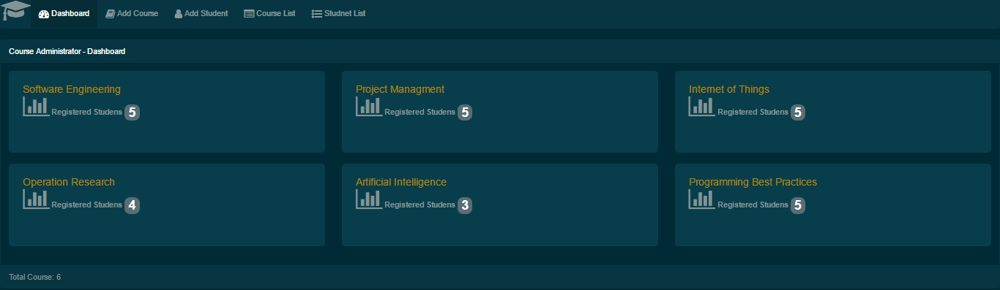 Dashboard Add Course Add Student Course List Studnet List
Course Administrator - Dashboard
Software Engineering
Registered Studens 5
Project Managment
Registered Studens 5
Internet of Things
Registered Studens 5
Operation Research
Registered Studens 4
Artificial Intelligence
Registered Studens 3
Programming Best Practices
Registered Studens 5
Total Course: 6